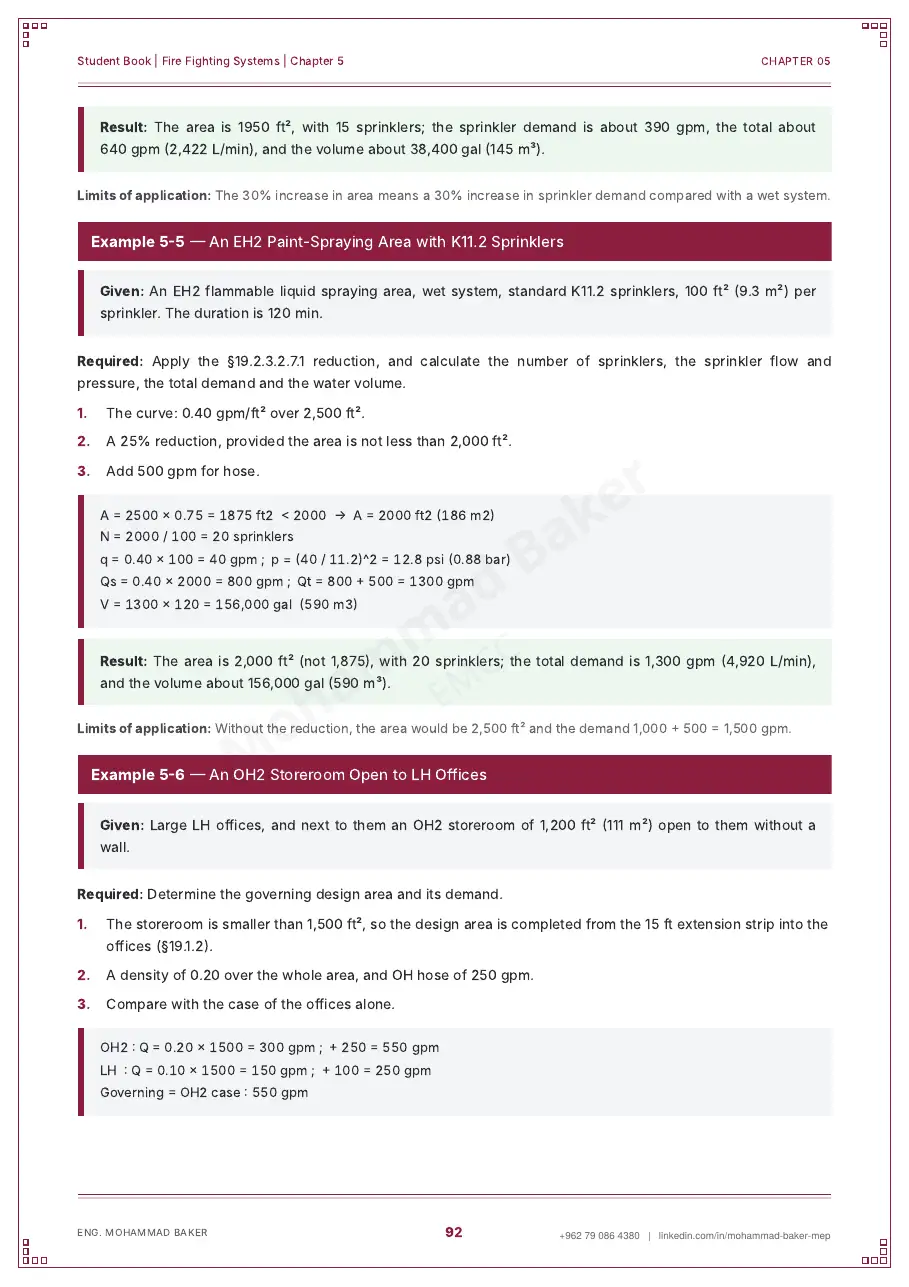 Student Book | Fire Fighting Systems | Chapter 5
CHAPTER 05
Result: The area is 1950 ft², with 15 sprinklers; the sprinkler demand is about 390 gpm, the total about
640 gpm (2,422 L/min), and the volume about 38,400 gal (145 m³).
Limits of application: The 30% increase in area means a 30% increase in sprinkler demand compared with a wet system.
Example 5-5 — An EH2 Paint-Spraying Area with K11.2 Sprinklers
Given: An EH2 flammable liquid spraying area, wet system, standard K11.2 sprinklers, 100 ft² (9.3 m²) per
sprinkler. The duration is 120 min.
Required: Apply the §19.2.3.2.7.1 reduction, and calculate the number of sprinklers, the sprinkler flow and
pressure, the total demand and the water volume.
1. The curve: 0.40 gpm/ft² over 2,500 ft².
2. A 25% reduction, provided the area is not less than 2,000 ft².
3. Add 500 gpm for hose.
A = 2500 × 0.75 = 1875 ft2 < 2000 → A = 2000 ft2 (186 m2)
N = 2000 / 100 = 20 sprinklers
q = 0.40 × 100 = 40 gpm ; p = (40 / 11.2)^2 = 12.8 psi (0.88 bar)
Qs = 0.40 × 2000 = 800 gpm ; Qt = 800 + 500 = 1300 gpm
V = 1300 × 120 = 156,000 gal (590 m3)
Result: The area is 2,000 ft² (not 1,875), with 20 sprinklers; the total demand is 1,300 gpm (4,920 L/min),
and the volume about 156,000 gal (590 m³).
Limits of application: Without the reduction, the area would be 2,500 ft² and the demand 1,000 + 500 = 1,500 gpm.
Example 5-6 — An OH2 Storeroom Open to LH Offices
Given: Large LH offices, and next to them an OH2 storeroom of 1,200 ft² (111 m²) open to them without a
wall.
Required: Determine the governing design area and its demand.
1. The storeroom is smaller than 1,500 ft², so the design area is completed from the 15 ft extension strip into the
offices (§19.1.2).
2. A density of 0.20 over the whole area, and OH hose of 250 gpm.
3. Compare with the case of the offices alone.
OH2 : Q = 0.20 × 1500 = 300 gpm ; + 250 = 550 gpm
LH : Q = 0.10 × 1500 = 150 gpm ; + 100 = 250 gpm
Governing = OH2 case : 550 gpm
Mohammad Baker
EMCC
ENG. MOHAMMAD BAKER
92
+962 79 086 4380 | linkedin.com/in/mohammad-baker-mep